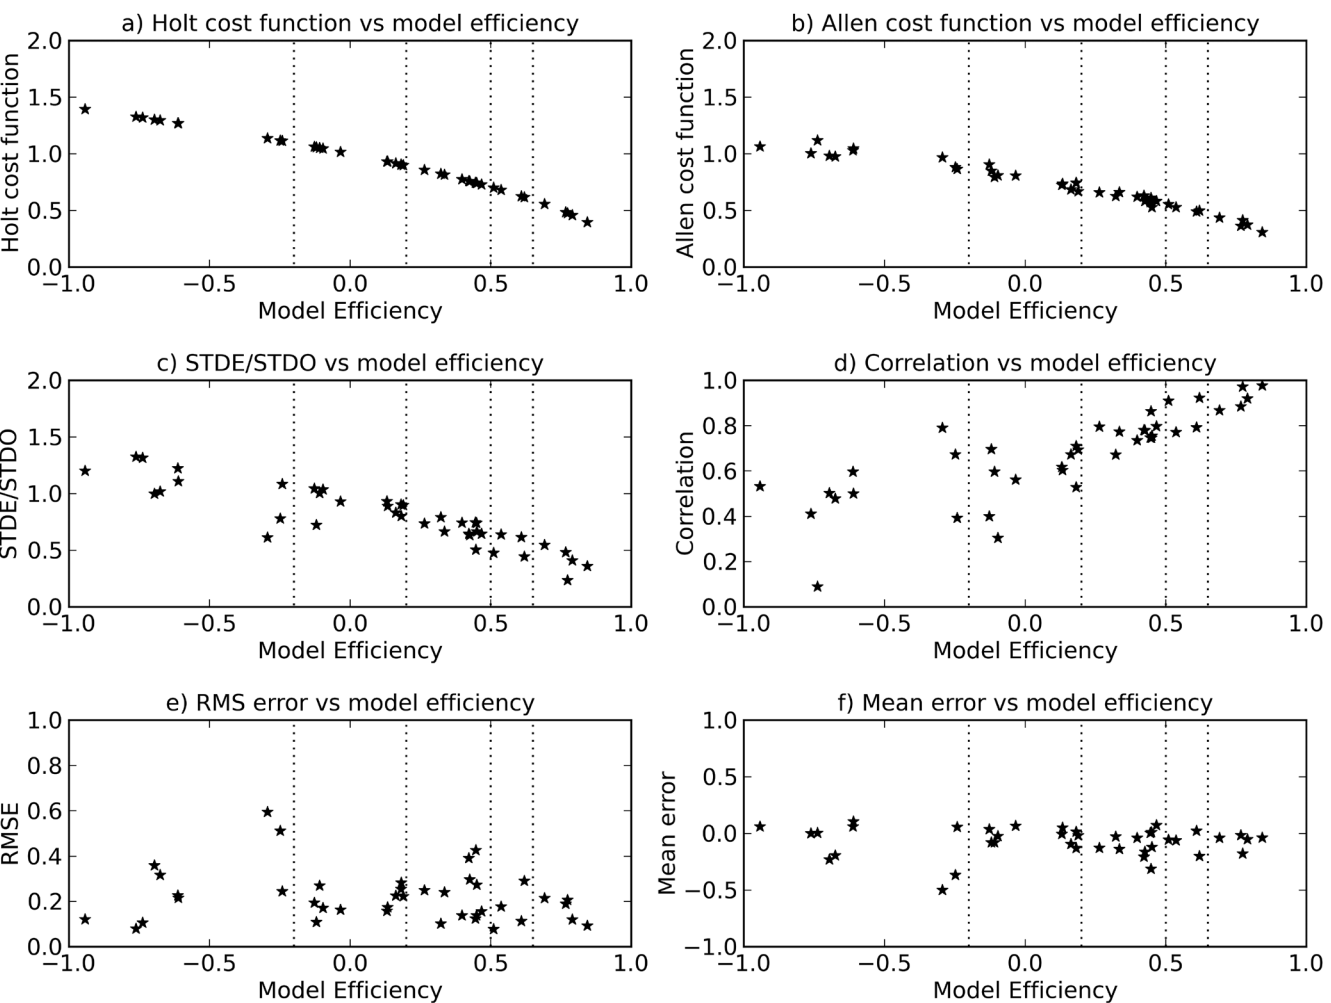 a) Holt cost function vs model efficiency
2.0
1.5
1.0
0.5
0.0
Holt cost function
−1.0 −0.5 0.0 0.5 1.0
Model Efficiency
b) Allen cost function vs model efficiency
2.0
1.5
1.0
0.5
0.0
Allen cost function
−1.0 −0.5 0.0 0.5 1.0
Model Efficiency
c) STDE/STDO vs model efficiency
2.0
1.5
1.0
0.5
0.0
STDE/STDO
−1.0 −0.5 0.0 0.5 1.0
Model Efficiency
d) Correlation vs model efficiency
1.0
0.8
0.6
0.4
0.2
0.0
Correlation
−1.0 −0.5 0.0 0.5 1.0
Model Efficiency
e) RMS error vs model efficiency
1.0
0.8
0.6
0.4
0.2
0.0
RMSE
−1.0 −0.5 0.0 0.5 1.0
Model Efficiency
f) Mean error vs model efficiency
1.0
0.5
0.0
−0.5
−1.0
Mean error
−1.0 −0.5 0.0 0.5 1.0
Model Efficiency